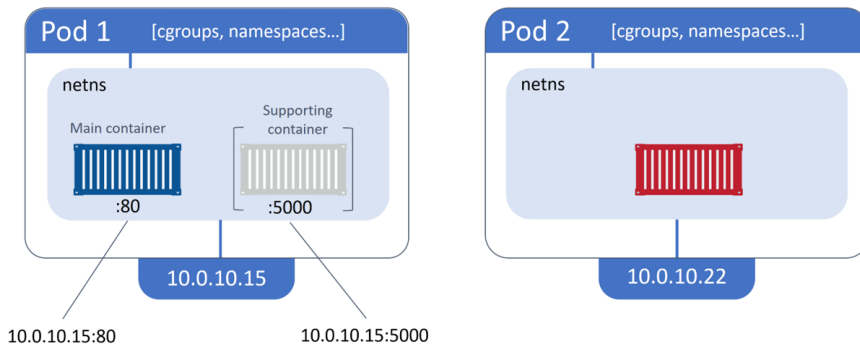 Pod 1 [cgroups, namespaces...]
netns
Main container
Supporting
container
:80
:5000
10.0.10.15
10.0.10.15:80
10.0.10.15:5000
Pod 2 [cgroups, namespaces...]
netns
10.0.10.22